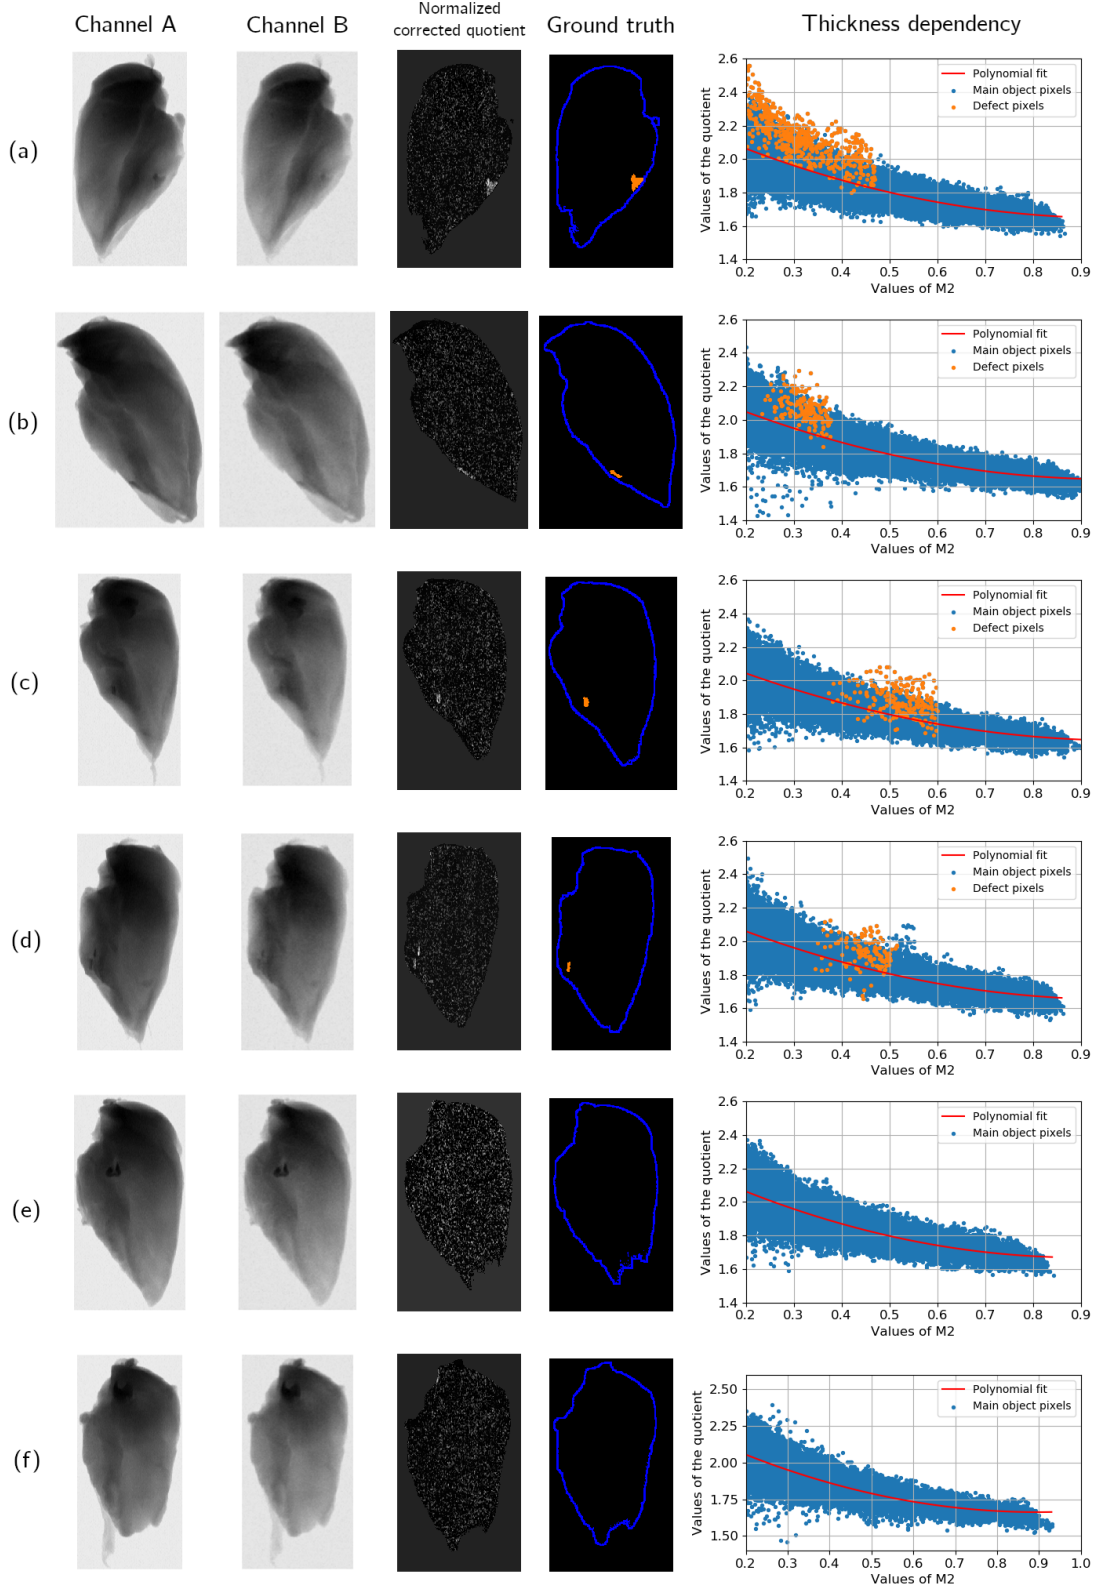 Channel A
Channel B
Normalized
corrected quotient
Ground truth
Thickness dependency
(a)
Values of the quotient
2.6
2.4
2.2
2.0
1.8
1.6
1.4
Polynomial fit
Main object pixels
Defect pixels
0.2 0.3 0.4 0.5 0.6 0.7 0.8 0.9
Values of M2
(b)
Values of the quotient
2.6
2.4
2.2
2.0
1.8
1.6
1.4
Polynomial fit
Main object pixels
Defect pixels
0.2 0.3 0.4 0.5 0.6 0.7 0.8 0.9
Values of M2
(c)
Values of the quotient
2.6
2.4
2.2
2.0
1.8
1.6
1.4
Polynomial fit
Main object pixels
Defect pixels
0.2 0.3 0.4 0.5 0.6 0.7 0.8 0.9
Values of M2
(d)
Values of the quotient
2.6
2.4
2.2
2.0
1.8
1.6
1.4
Polynomial fit
Main object pixels
Defect pixels
0.2 0.3 0.4 0.5 0.6 0.7 0.8 0.9
Values of M2
(e)
Values of the quotient
2.6
2.4
2.2
2.0
1.8
1.6
1.4
Polynomial fit
Main object pixels
0.2 0.3 0.4 0.5 0.6 0.7 0.8 0.9
Values of M2
(f)
Values of the quotient
2.50
2.25
2.00
1.75
1.50
Polynomial fit
Main object pixels
0.2 0.3 0.4 0.5 0.6 0.7 0.8 0.9 1.0
Values of M2